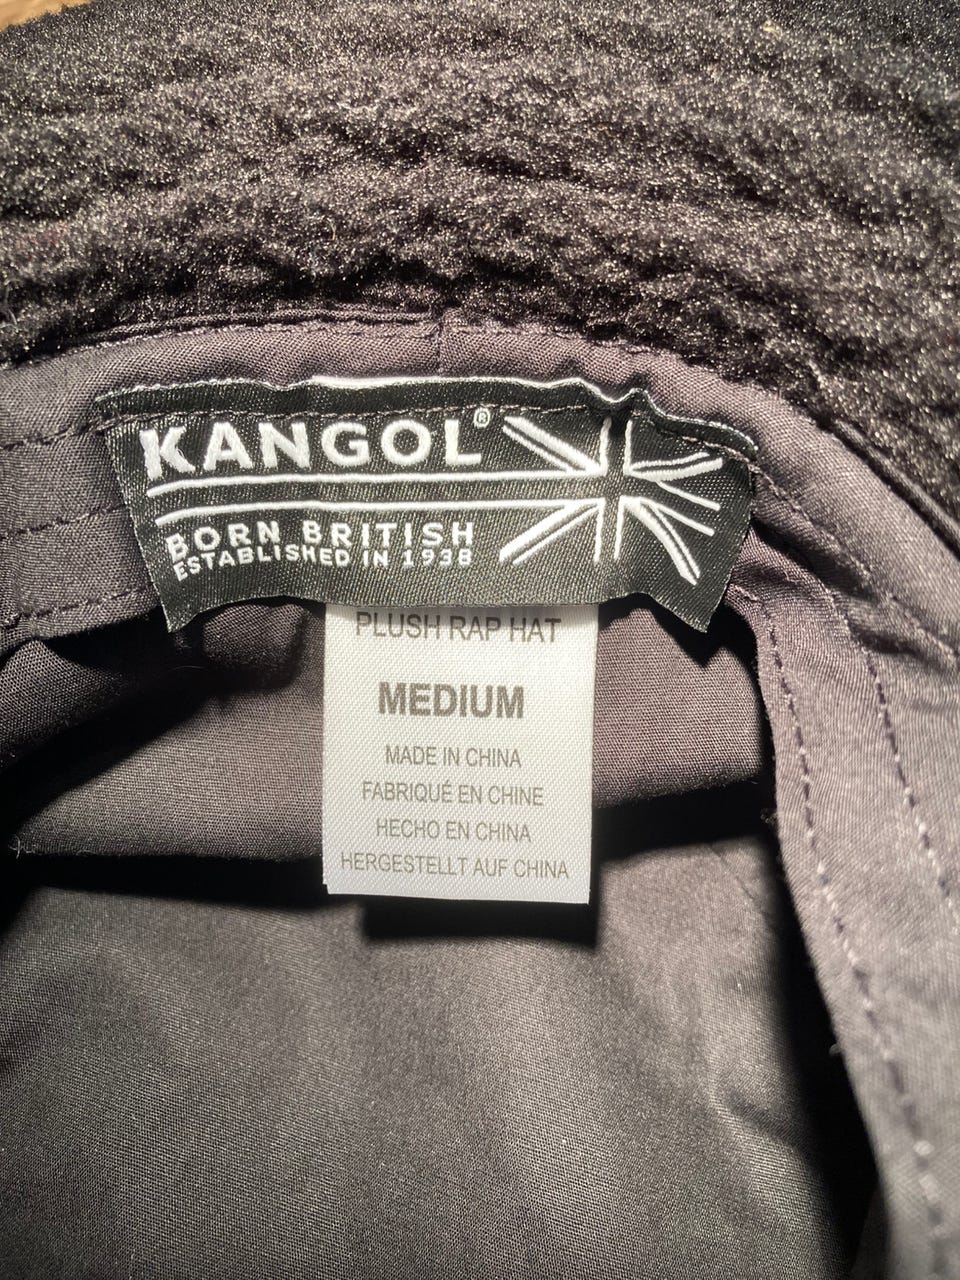 KANGOL®
BORN BRITISH
ESTABLISHED IN 1938
PLUSH RAP HAT
MEDIUM
MADE IN CHINA
FABRIQUÉ EN CHINE
HECHO EN CHINA
HERGESTELLT AUF CHINA